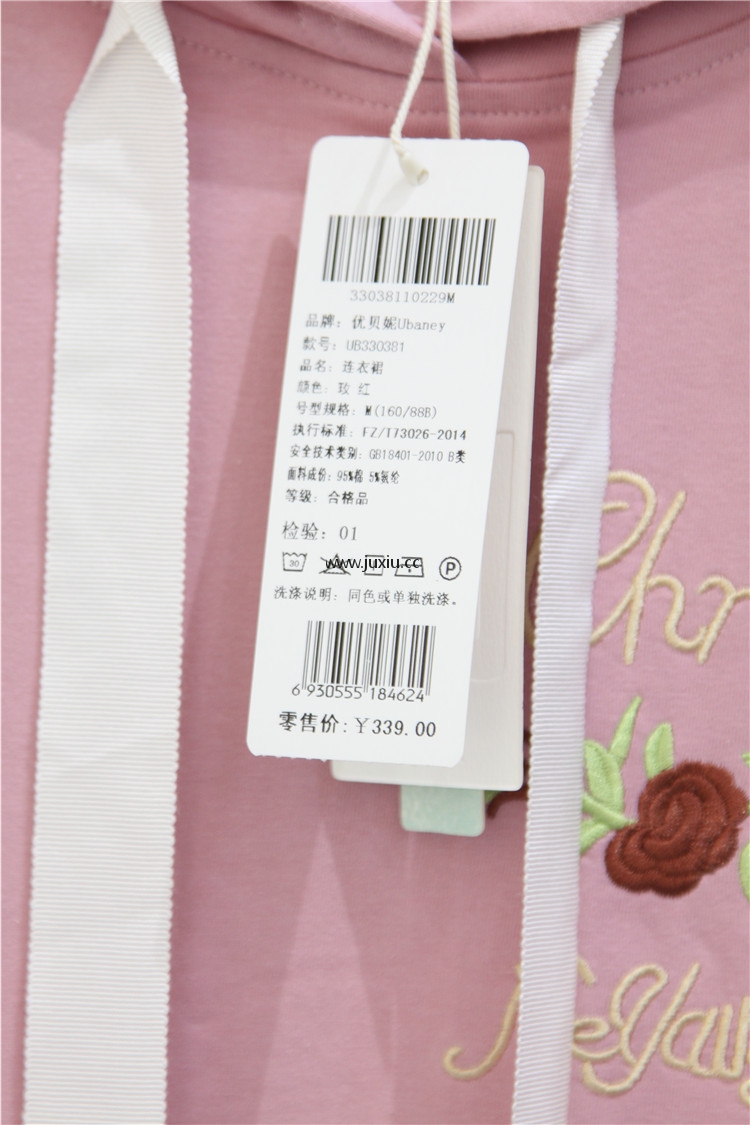 33038110229M
品牌: 优贝妮Ubaney
款号: UB330381
品名: 连衣裙
颜色: 玫 红
号型规格: M(160/88B)
执行标准: FZ/T73026-2014
安全技术类别: GB18401-2010 B类
面料成份: 95%棉 5%氨纶
等级: 合格品
检验: 01
30
www.juxiu.cc
P
洗涤说明: 同色或单独洗涤。
6 930555 184624
零售价:￥339.00
Chr